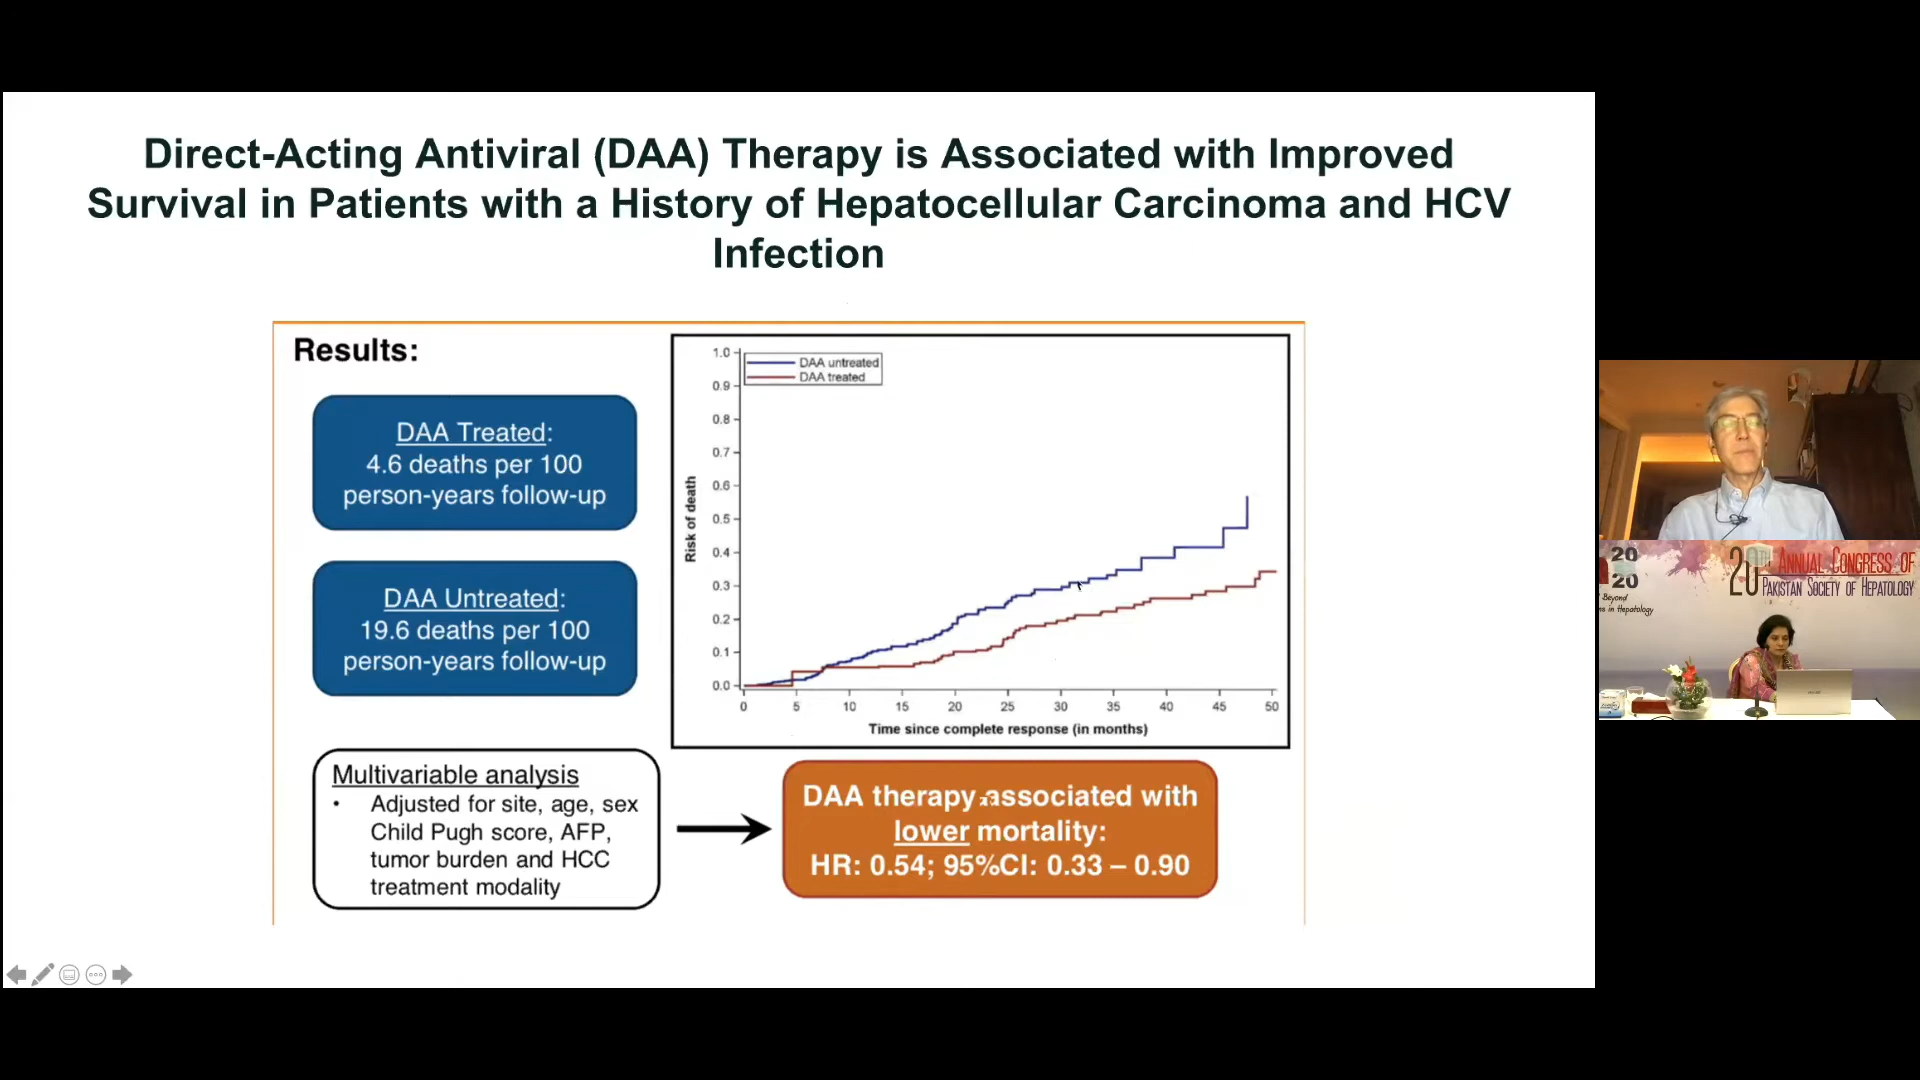 Direct-Acting Antiviral (DAA) Therapy is Associated with Improved
Survival in Patients with a History of Hepatocellular Carcinoma and HCV
Infection
Results:
DAA Treated:
4.6 deaths per 100
person-years follow-up
DAA Untreated:
19.6 deaths per 100
person-years follow-up
DAA untreated
DAA treated
1.0
0.9
0.8
0.7
0.6
0.5
0.4
0.3
0.2
0.1
0.0
Risk of death
0 5 10 15 20 25 30 35 40 45 50
Time since complete response (in months)
Multivariable analysis
• Adjusted for site, age, sex
Child Pugh score, AFP,
tumor burden and HCC
treatment modality
DAA therapy associated with
lower mortality:
HR: 0.54; 95%CI: 0.33 – 0.90
20
20
Beyond
ns in Hepatology
20TH ANNUAL CONGRESS OF
PAKISTAN SOCIETY OF HEPATOLOGY